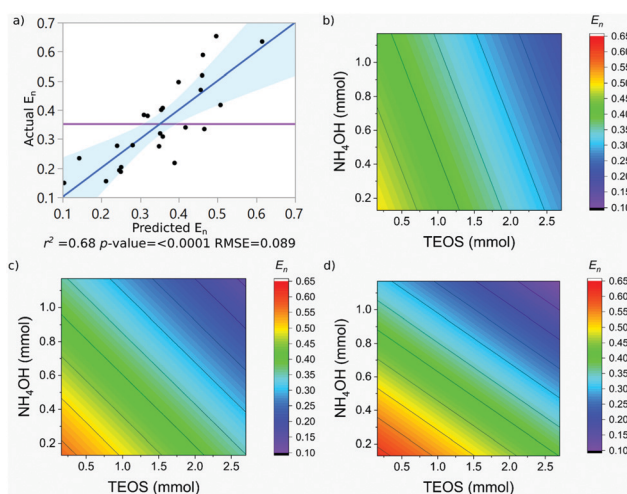 a)
0.7
0.6
0.5
0.4
0.3
0.2
0.1
Actual En
0.1 0.2 0.3 0.4 0.5 0.6 0.7
Predicted En
r² =0.68 p-value=<0.0001 RMSE=0.089
b)
1.0
0.8
0.6
0.4
0.2
NH₄OH (mmol)
0.5 1.0 1.5 2.0 2.5
TEOS (mmol)
En
0.65
0.60
0.55
0.50
0.45
0.40
0.35
0.30
0.25
0.20
0.15
0.10
c)
1.0
0.8
0.6
0.4
0.2
NH₄OH (mmol)
0.5 1.0 1.5 2.0 2.5
TEOS (mmol)
En
0.65
0.60
0.55
0.50
0.45
0.40
0.35
0.30
0.25
0.20
0.15
0.10
d)
1.0
0.8
0.6
0.4
0.2
NH₄OH (mmol)
0.5 1.0 1.5 2.0 2.5
TEOS (mmol)
En
0.65
0.60
0.55
0.50
0.45
0.40
0.35
0.30
0.25
0.20
0.15
0.10